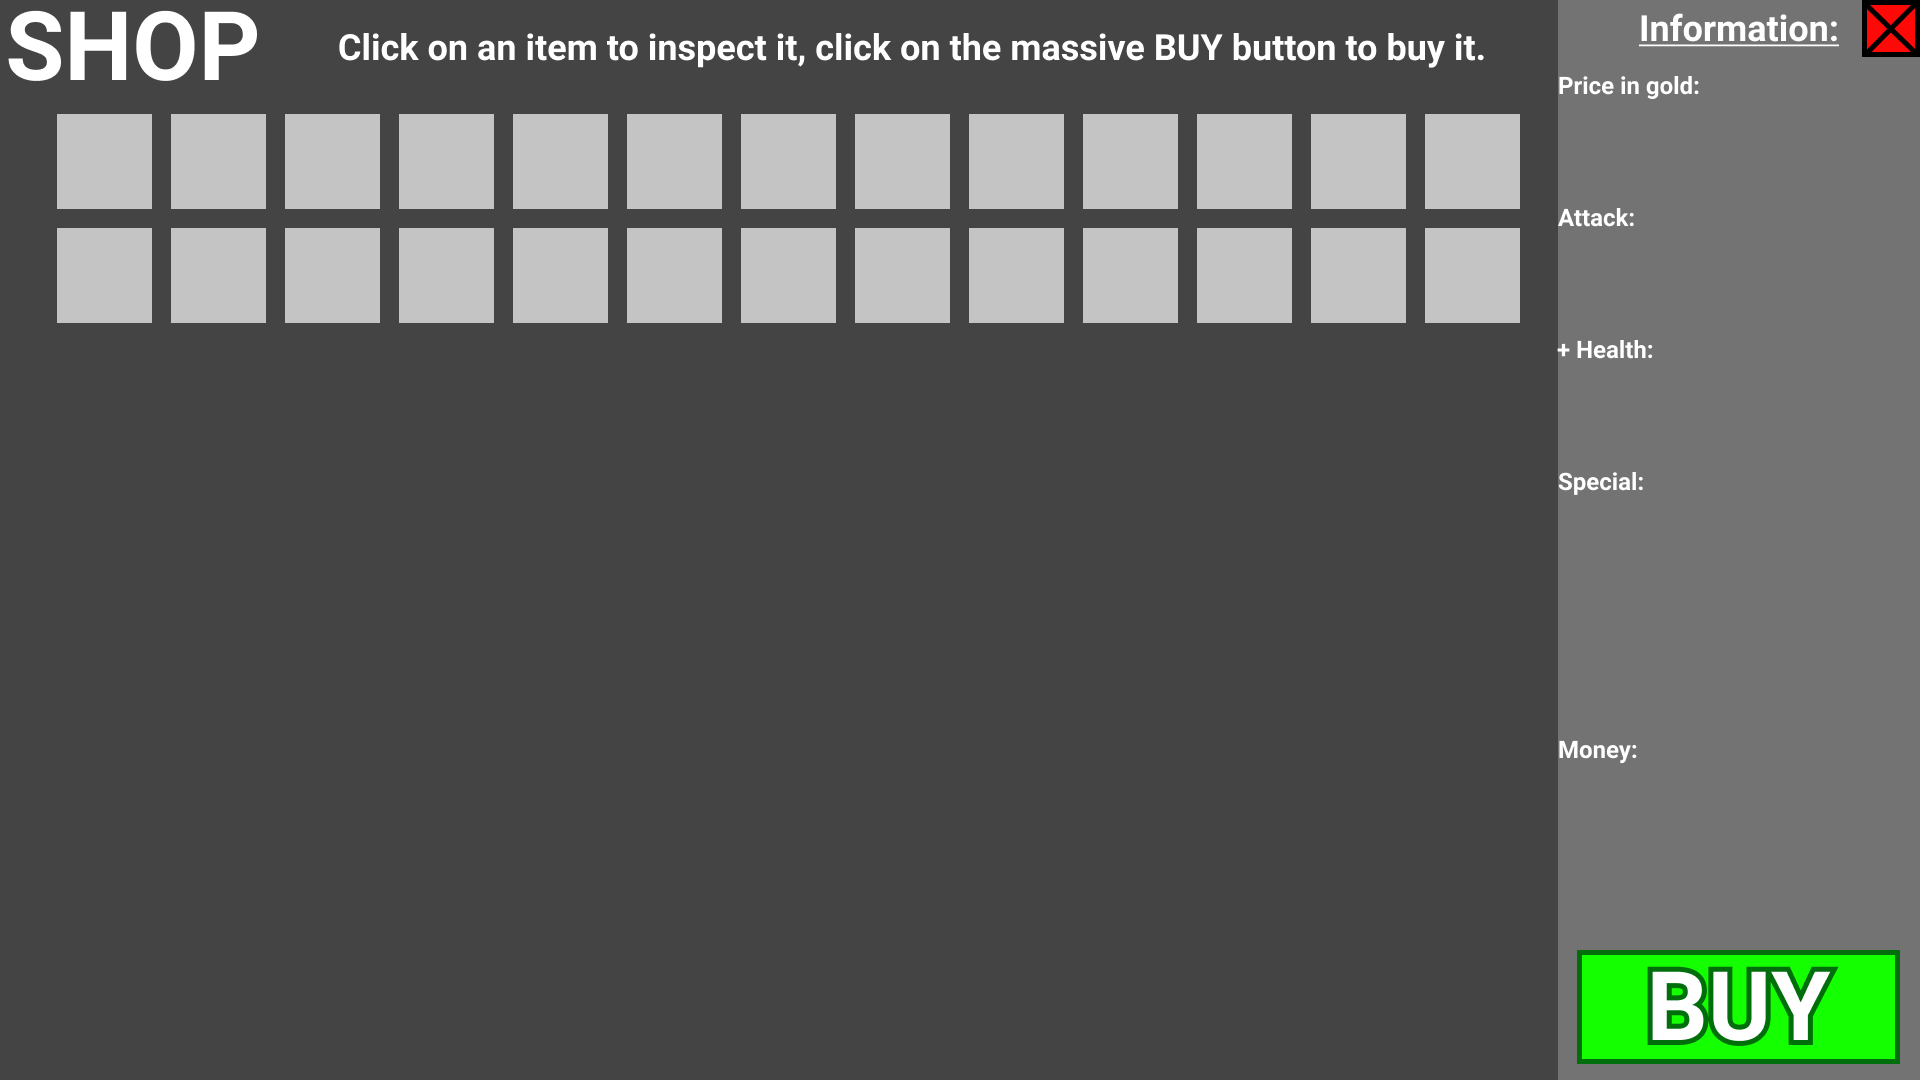 SHOP
Click on an item to inspect it, click on the massive BUY button to buy it.
Information:
Price in gold:
Attack:
+ Health:
Special:
Money:
BUY